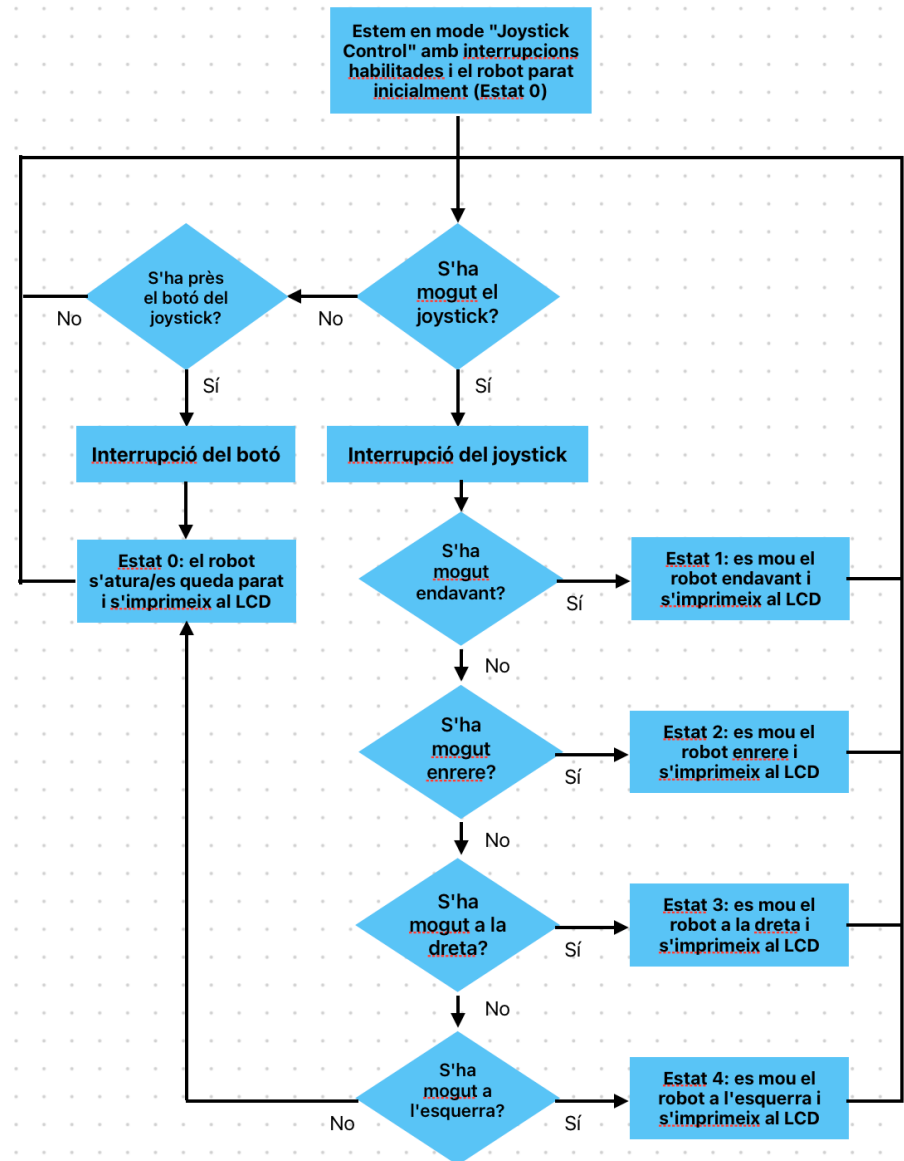 Estem en mode "Joystick
Control" amb interrupcions
habilitades i el robot parat
inicialment (Estat 0)
S'ha près
el botó del
joystick?
S'ha
mogut el
joystick?
No
No
Sí
Sí
Interrupció del botó
Interrupció del joystick
Estat 0: el robot
s'atura/es queda parat
i s'imprimeix al LCD
S'ha
mogut
endavant?
Sí
Estat 1: es mou el
robot endavant i
s'imprimeix al LCD
No
S'ha
mogut
enrere?
Sí
Estat 2: es mou el
robot enrere i
s'imprimeix al LCD
No
S'ha
mogut a la
dreta?
Sí
Estat 3: es mou el
robot a la dreta i
s'imprimeix al LCD
No
S'ha
mogut a
l'esquerra?
No
Sí
Estat 4: es mou el
robot a l'esquerra i
s'imprimeix al LCD